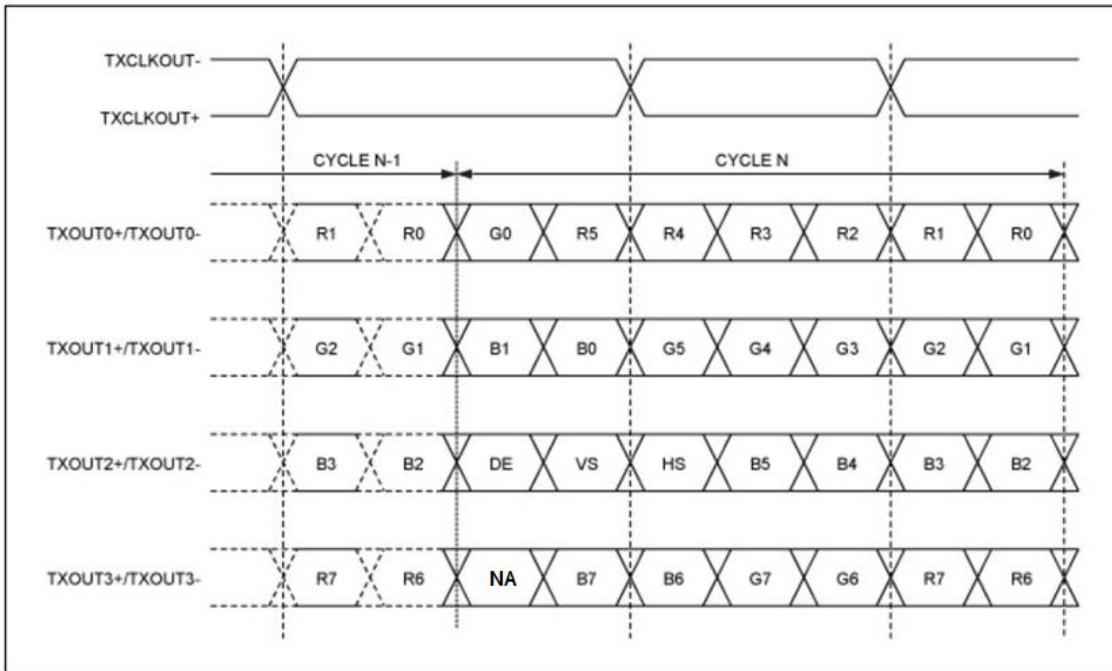 TXCLKOUT-
TXCLKOUT+
CYCLE N-1 CYCLE N
TXOUT0+/TXOUT0- R1 R0 G0 R5 R4 R3 R2 R1 R0
TXOUT1+/TXOUT1- G2 G1 B1 B0 G5 G4 G3 G2 G1
TXOUT2+/TXOUT2- B3 B2 DE VS HS B5 B4 B3 B2
TXOUT3+/TXOUT3- R7 R6 NA B7 B6 G7 G6 R7 R6